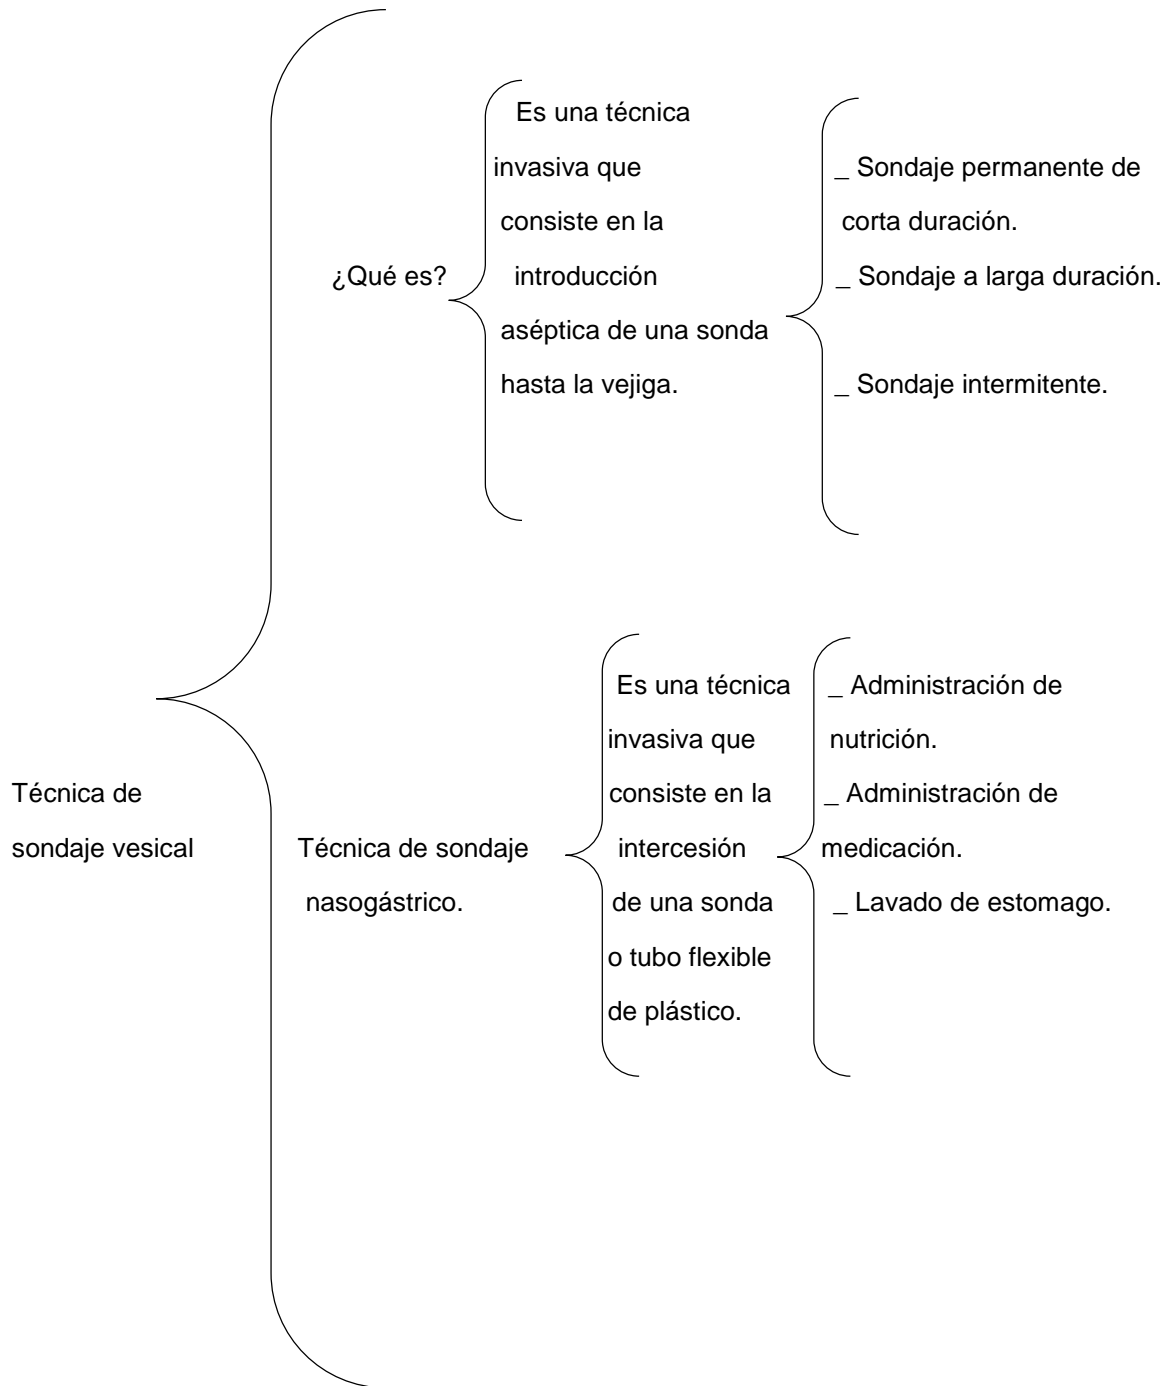 Técnica de
sondaje vesical
¿Qué es?
Es una técnica
invasiva que
consiste en la
introducción
aséptica de una sonda
hasta la vejiga.
_ Sondaje permanente de
corta duración.
_ Sondaje a larga duración.
_ Sondaje intermitente.
Técnica de sondaje
nasogástrico.
Es una técnica
invasiva que
consiste en la
intercesión
de una sonda
o tubo flexible
de plástico.
_ Administración de
nutrición.
_ Administración de
medicación.
_ Lavado de estomago.